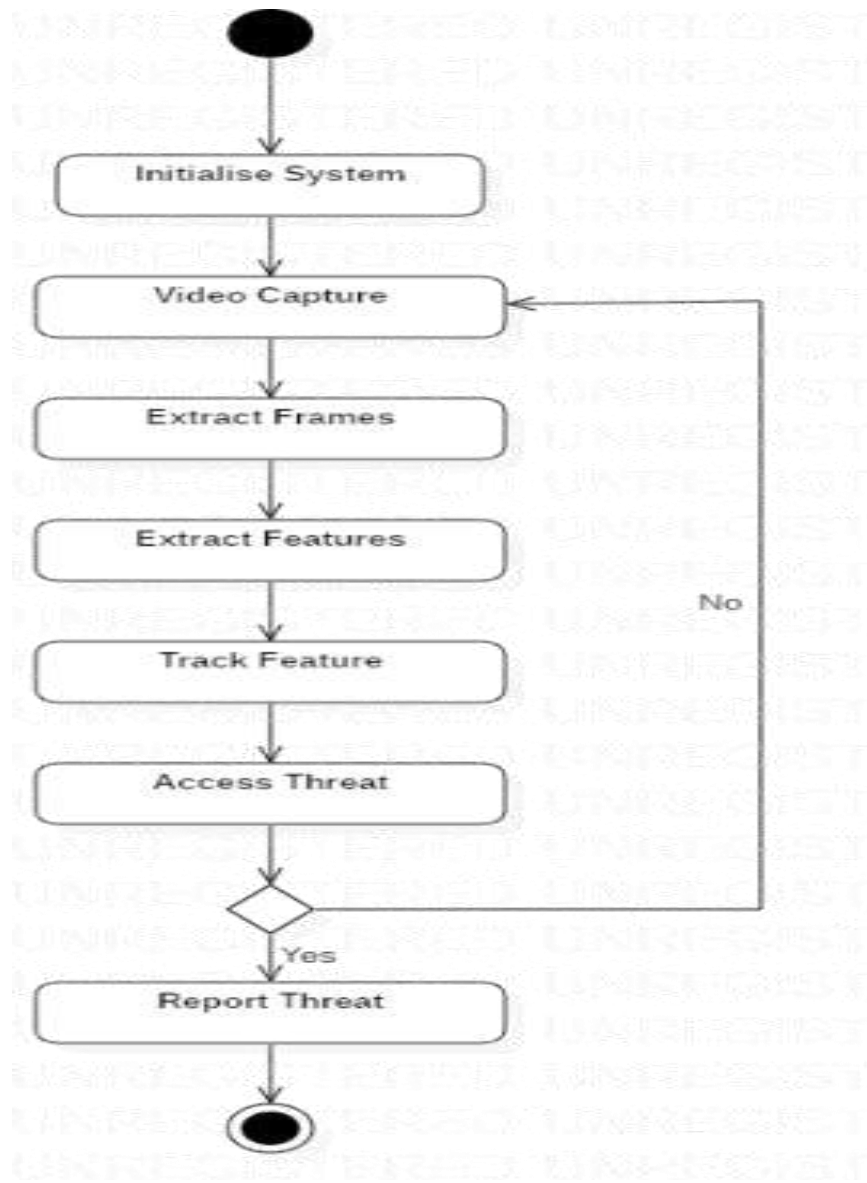 Initialise System
Video Capture
Extract Frames
Extract Features
No
Track Feature
Access Threat
Yes
Report Threat